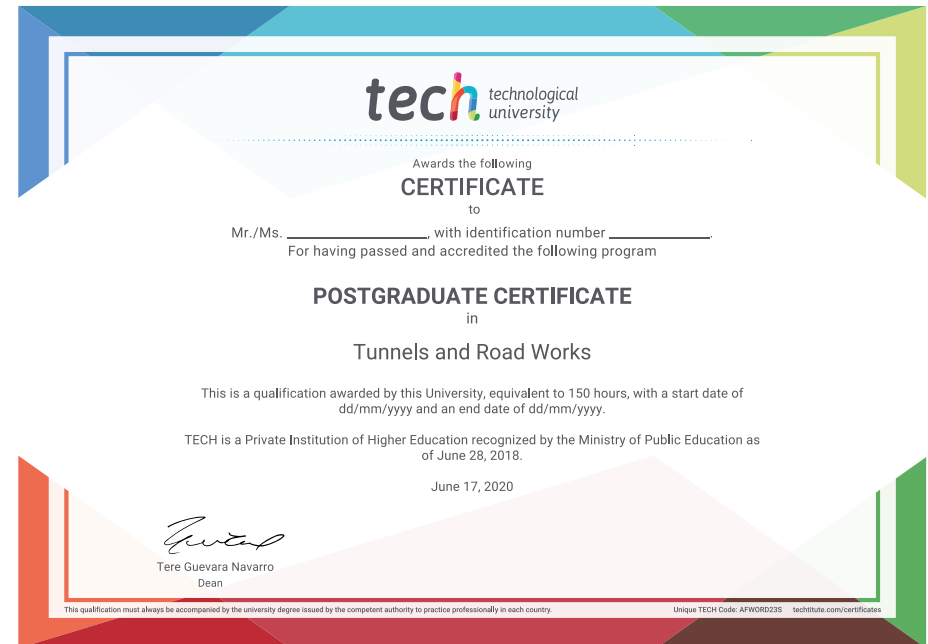 tech technological
university
Awards the following
CERTIFICATE
to
Mr./Ms. ____________________, with identification number ______________.
For having passed and accredited the following program
POSTGRADUATE CERTIFICATE
in
Tunnels and Road Works
This is a qualification awarded by this University, equivalent to 150 hours, with a start date of
dd/mm/yyyy and an end date of dd/mm/yyyy.
TECH is a Private Institution of Higher Education recognized by the Ministry of Public Education as
of June 28, 2018.
June 17, 2020
Tere Guevara Navarro
Dean
This qualification must always be accompanied by the university degree issued by the competent authority to practice professionally in each country.
Unique TECH Code: AFWORD23S techtitute.com/certificates